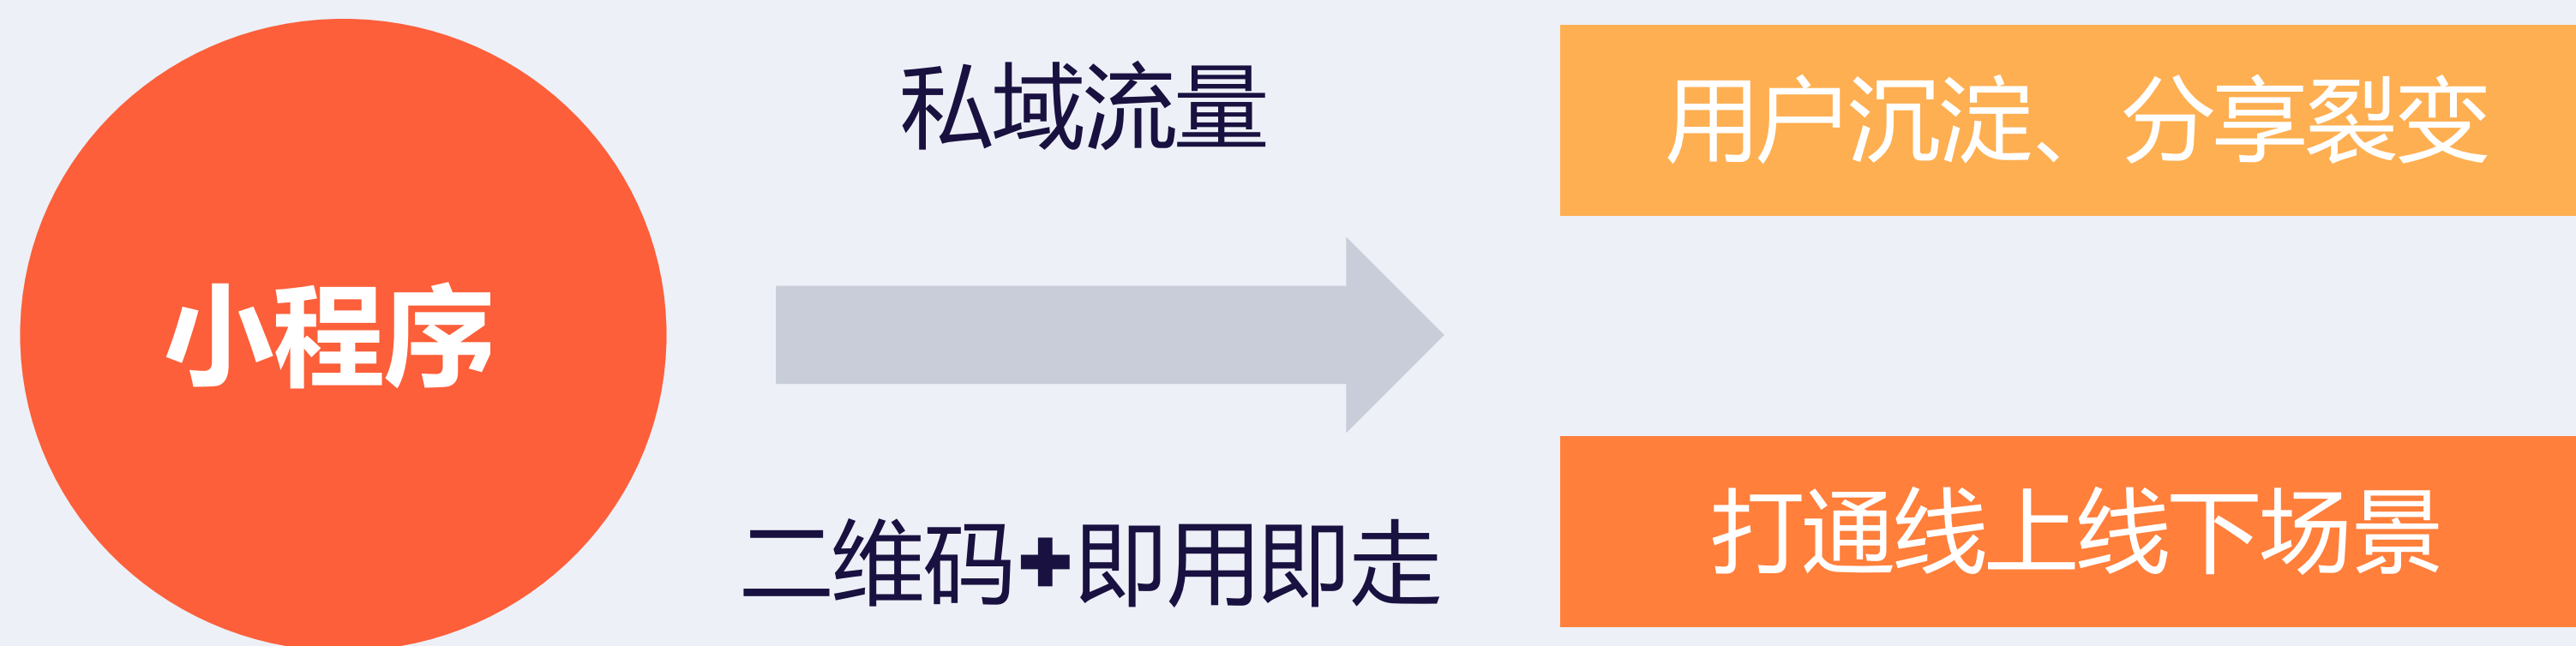 私域流量
用户沉淀、分享裂变
小程序
二维码+即用即走
打通线上线下场景